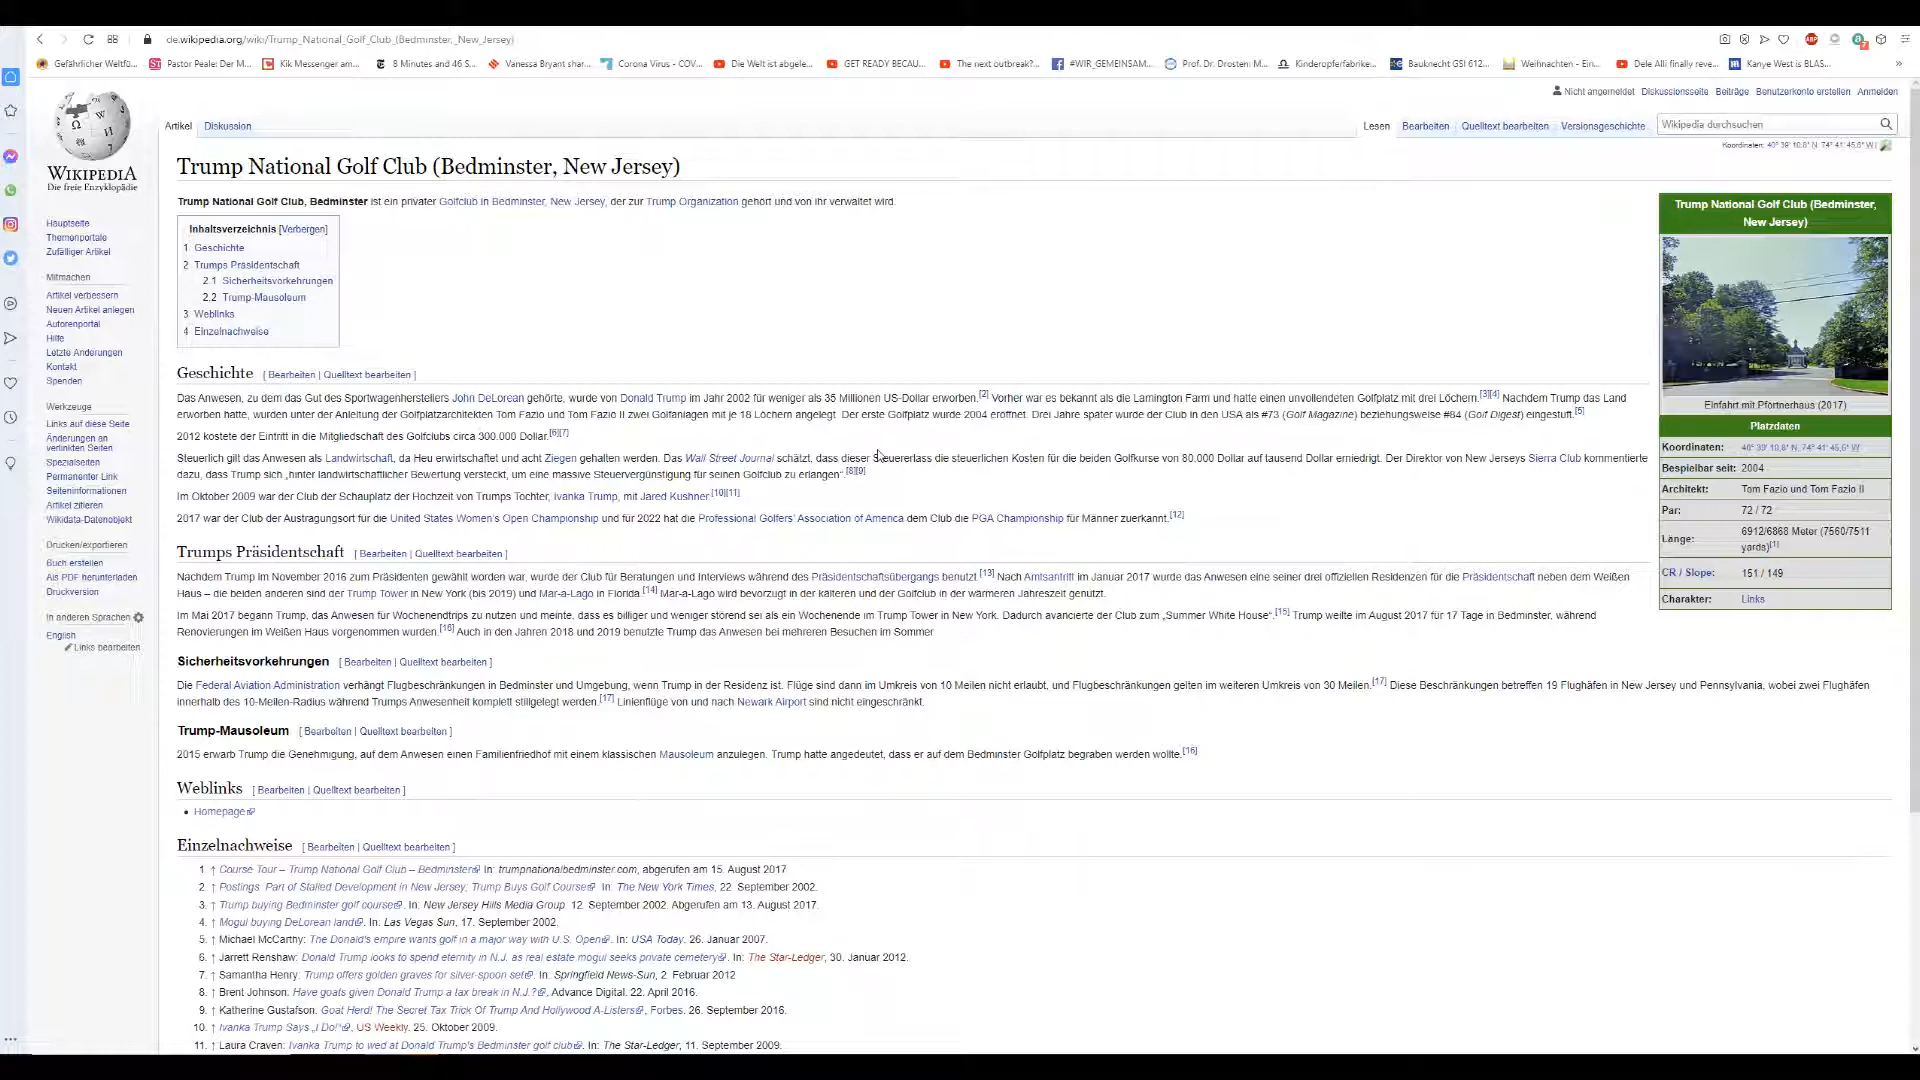 de.wikipedia.org/wiki/Trump_National_Golf_Club_(Bedminster,_New_Jersey)
Gefährlicher Weltfo... Pastor Peale: Der M... Kik Messenger am... 8 Minutes and 46 S... Vanessa Bryant shar... Corona Virus - COV... Die Welt ist abgele... GET READY BECAU... The next outbreak?... #WIR_GEMEINSAM... Prof. Dr. Drosten: M... Kinderopferfabrike... Bauknecht GSI 612... Weihnachten - Ein... Dele Alli finally reve... Kanye West is BLAS...
Nicht angemeldet Diskussionsseite Beiträge Benutzerkonto erstellen Anmelden
Artikel Diskussion Lesen Bearbeiten Quelltext bearbeiten Versionsgeschichte Wikipedia durchsuchen
Koordinaten: 40° 39′ 10,8″ N, 74° 41′ 45,6″ W
WIKIPEDIA
Die freie Enzyklopädie
Hauptseite
Themenportale
Zufälliger Artikel
Mitmachen
Artikel verbessern
Neuen Artikel anlegen
Autorenportal
Hilfe
Letzte Änderungen
Kontakt
Spenden
Werkzeuge
Links auf diese Seite
Änderungen an
verlinkten Seiten
Spezialseiten
Permanenter Link
Seiteninformationen
Artikel zitieren
Wikidata-Datenobjekt
Drucken/exportieren
Buch erstellen
Als PDF herunterladen
Druckversion
In anderen Sprachen
English
Links bearbeiten
Trump National Golf Club (Bedminster, New Jersey)
Trump National Golf Club, Bedminster ist ein privater Golfclub in Bedminster, New Jersey, der zur Trump Organization gehört und von ihr verwaltet wird.
Inhaltsverzeichnis [Verbergen]
1 Geschichte
2 Trumps Präsidentschaft
2.1 Sicherheitsvorkehrungen
2.2 Trump-Mausoleum
3 Weblinks
4 Einzelnachweise
Geschichte [ Bearbeiten | Quelltext bearbeiten ]
Das Anwesen, zu dem das Gut des Sportwagenherstellers John DeLorean gehörte, wurde von Donald Trump im Jahr 2002 für weniger als 35 Millionen US-Dollar erworben.[2] Vorher war es bekannt als die Lamington Farm und hatte einen unvollendeten Golfplatz mit drei Löchern.[3][4] Nachdem Trump das Land
erworben hatte, wurden unter der Anleitung der Golfplatzarchitekten Tom Fazio und Tom Fazio II zwei Golfanlagen mit je 18 Löchern angelegt. Der erste Golfplatz wurde 2004 eröffnet. Drei Jahre später wurde der Club in den USA als #73 (Golf Magazine) beziehungsweise #84 (Golf Digest) eingestuft.[5]
2012 kostete der Eintritt in die Mitgliedschaft des Golfclubs circa 300.000 Dollar.[6][7]
Steuerlich gilt das Anwesen als Landwirtschaft, da Heu erwirtschaftet und acht Ziegen gehalten werden. Das Wall Street Journal schätzt, dass dieser Steuererlass die steuerlichen Kosten für die beiden Golfkurse von 80.000 Dollar auf tausend Dollar erniedrigt. Der Direktor von New Jerseys Sierra Club kommentierte
dazu, dass Trump sich „hinter landwirtschaftlicher Bewertung versteckt, um eine massive Steuervergünstigung für seinen Golfclub zu erlangen“.[8][9]
Im Oktober 2009 war der Club der Schauplatz der Hochzeit von Trumps Tochter, Ivanka Trump, mit Jared Kushner.[10][11]
2017 war der Club der Austragungsort für die United States Women's Open Championship und für 2022 hat die Professional Golfers' Association of America dem Club die PGA Championship für Männer zuerkannt.[12]
Trumps Präsidentschaft [ Bearbeiten | Quelltext bearbeiten ]
Nachdem Trump im November 2016 zum Präsidenten gewählt worden war, wurde der Club für Beratungen und Interviews während des Präsidentschaftsübergangs benutzt.[13] Nach Amtsantritt im Januar 2017 wurde das Anwesen eine seiner drei offiziellen Residenzen für die Präsidentschaft neben dem Weißen
Haus – die beiden anderen sind der Trump Tower in New York (bis 2019) und Mar-a-Lago in Florida.[14] Mar-a-Lago wird bevorzugt in der kälteren und der Golfclub in der wärmeren Jahreszeit genutzt.
Im Mai 2017 begann Trump, das Anwesen für Wochenendtrips zu nutzen und meinte, dass es billiger und weniger störend sei als ein Wochenende im Trump Tower in New York. Dadurch avancierte der Club zum „Summer White House“.[15] Trump weilte im August 2017 für 17 Tage in Bedminster, während
Renovierungen im Weißen Haus vorgenommen wurden.[16] Auch in den Jahren 2018 und 2019 benutzte Trump das Anwesen bei mehreren Besuchen im Sommer
Sicherheitsvorkehrungen [ Bearbeiten | Quelltext bearbeiten ]
Die Federal Aviation Administration verhängt Flugbeschränkungen in Bedminster und Umgebung, wenn Trump in der Residenz ist. Flüge sind dann im Umkreis von 10 Meilen nicht erlaubt, und Flugbeschränkungen gelten im weiteren Umkreis von 30 Meilen.[17] Diese Beschränkungen betreffen 19 Flughäfen in New Jersey und Pennsylvania, wobei zwei Flughäfen
innerhalb des 10-Meilen-Radius während Trumps Anwesenheit komplett stillgelegt werden.[17] Linienflüge von und nach Newark Airport sind nicht eingeschränkt.
Trump-Mausoleum [ Bearbeiten | Quelltext bearbeiten ]
2015 erwarb Trump die Genehmigung, auf dem Anwesen einen Familienfriedhof mit einem klassischen Mausoleum anzulegen. Trump hatte angedeutet, dass er auf dem Bedminster Golfplatz begraben werden wollte.[16]
Weblinks [ Bearbeiten | Quelltext bearbeiten ]
Homepage
Einzelnachweise [ Bearbeiten | Quelltext bearbeiten ]
1. ↑ Course Tour – Trump National Golf Club – Bedminster In: trumpnationalbedminster.com, abgerufen am 15. August 2017
2. ↑ Postings: Part of Stalled Development in New Jersey; Trump Buys Golf Course In: The New York Times, 22. September 2002.
3. ↑ Trump buying Bedminster golf course. In: New Jersey Hills Media Group. 12. September 2002. Abgerufen am 13. August 2017.
4. ↑ Mogul buying DeLorean land. In: Las Vegas Sun, 17. September 2002.
5. ↑ Michael McCarthy: The Donald's empire wants golf in a major way with U.S. Open. In: USA Today. 26. Januar 2007.
6. ↑ Jarrett Renshaw: Donald Trump looks to spend eternity in N.J. as real estate mogul seeks private cemetery. In: The Star-Ledger, 30. Januar 2012.
7. ↑ Samantha Henry: Trump offers golden graves for silver-spoon set. In: Springfield News-Sun, 2. Februar 2012
8. ↑ Brent Johnson: Have goats given Donald Trump a tax break in N.J.?, Advance Digital. 22. April 2016.
9. ↑ Katherine Gustafson: Goat Herd! The Secret Tax Trick Of Trump And Hollywood A-Listers, Forbes. 26. September 2016.
10. ↑ Ivanka Trump Says „I Do!“, US Weekly. 25. Oktober 2009.
11. ↑ Laura Craven: Ivanka Trump to wed at Donald Trump's Bedminster golf club. In: The Star-Ledger, 11. September 2009.
Trump National Golf Club (Bedminster,
New Jersey)
Einfahrt mit Pförtnerhaus (2017)
Platzdaten
Koordinaten: 40° 39′ 10,8″ N, 74° 41′ 45,6″ W
Bespielbar seit: 2004
Architekt: Tom Fazio und Tom Fazio II
Par: 72 / 72
Länge: 6912/6868 Meter (7560/7511
yards)[1]
CR / Slope: 151 / 149
Charakter: Links